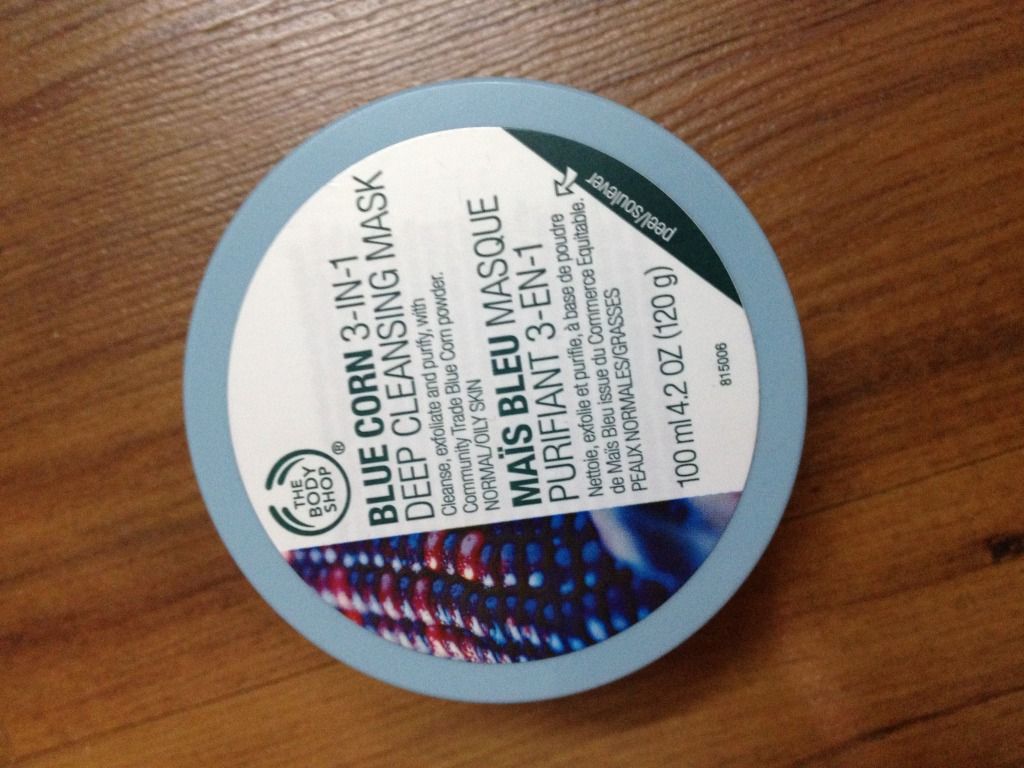 THE
BODY
SHOP
®
BLUE CORN 3-IN-1
DEEP CLEANSING MASK
Cleanse, exfoliate and purify, with
Community Trade Blue Corn powder.
NORMAL/OILY SKIN
MAÏS BLEU MASQUE
PURIFIANT 3-EN-1
Nettoie, exfolie et purifie, à base de poudre
de Maïs Bleu issue du Commerce Equitable.
PEAUX NORMALES/GRASSES
100 ml 4.2 OZ (120 g)
815006
peel/soulever